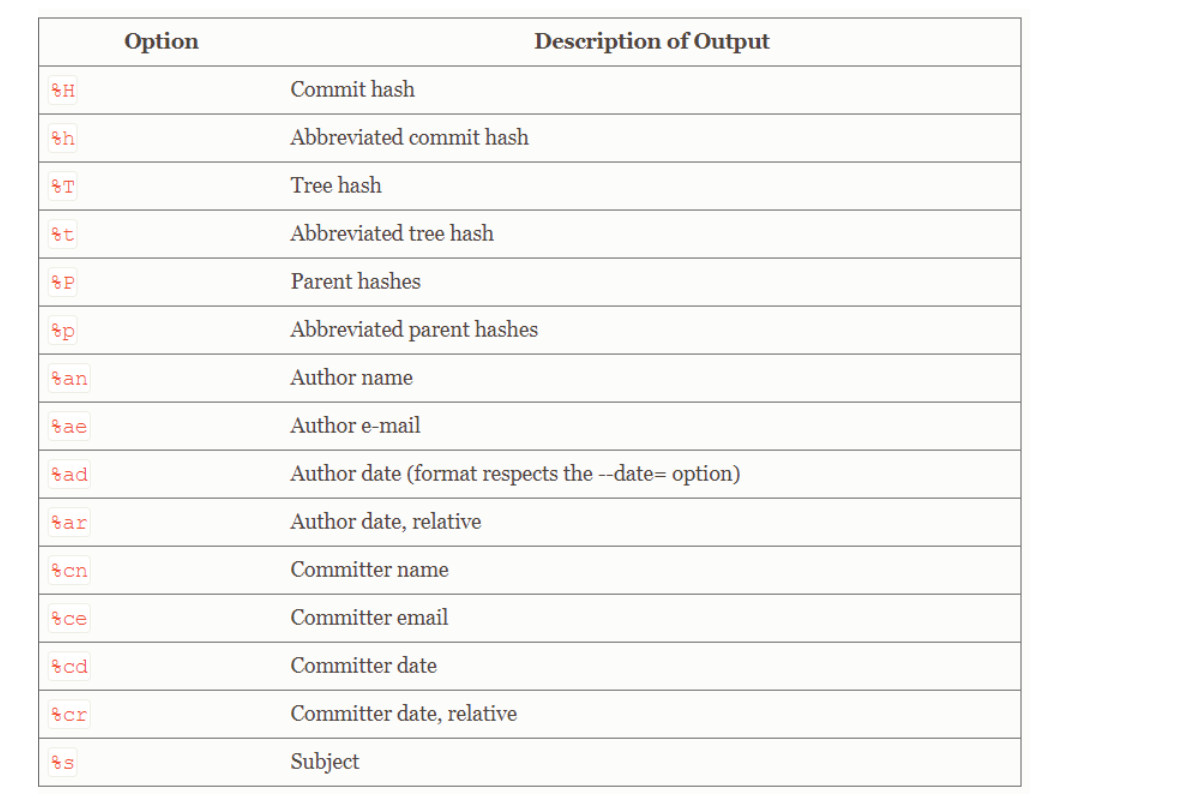 Option Description of Output
%H Commit hash
%h Abbreviated commit hash
%T Tree hash
%t Abbreviated tree hash
%P Parent hashes
%p Abbreviated parent hashes
%an Author name
%ae Author e-mail
%ad Author date (format respects the --date= option)
%ar Author date, relative
%cn Committer name
%ce Committer email
%cd Committer date
%cr Committer date, relative
%s Subject